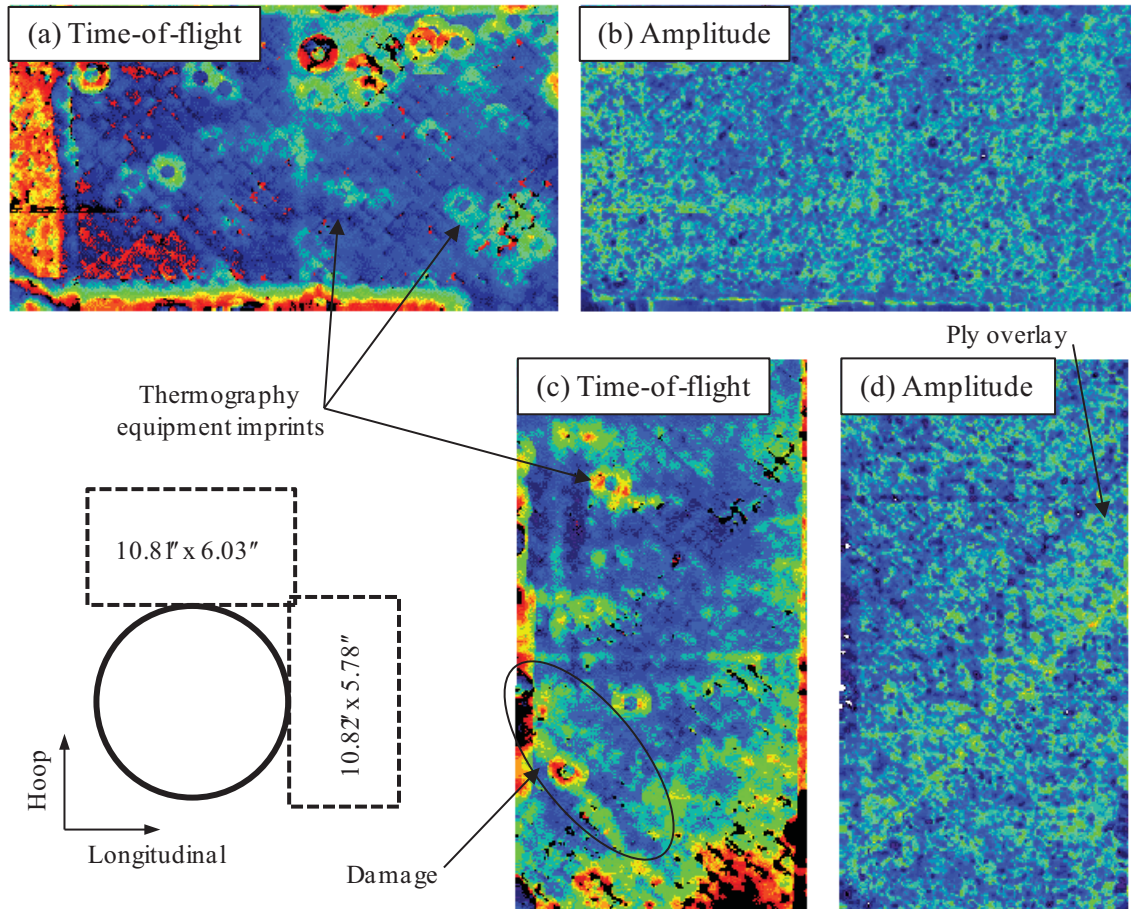 (a) Time-of-flight
(b) Amplitude
Ply overlay
Thermography
equipment imprints
(c) Time-of-flight
(d) Amplitude
10.81" x 6.03"
10.82" x 5.78"
Hoop
Longitudinal
Damage